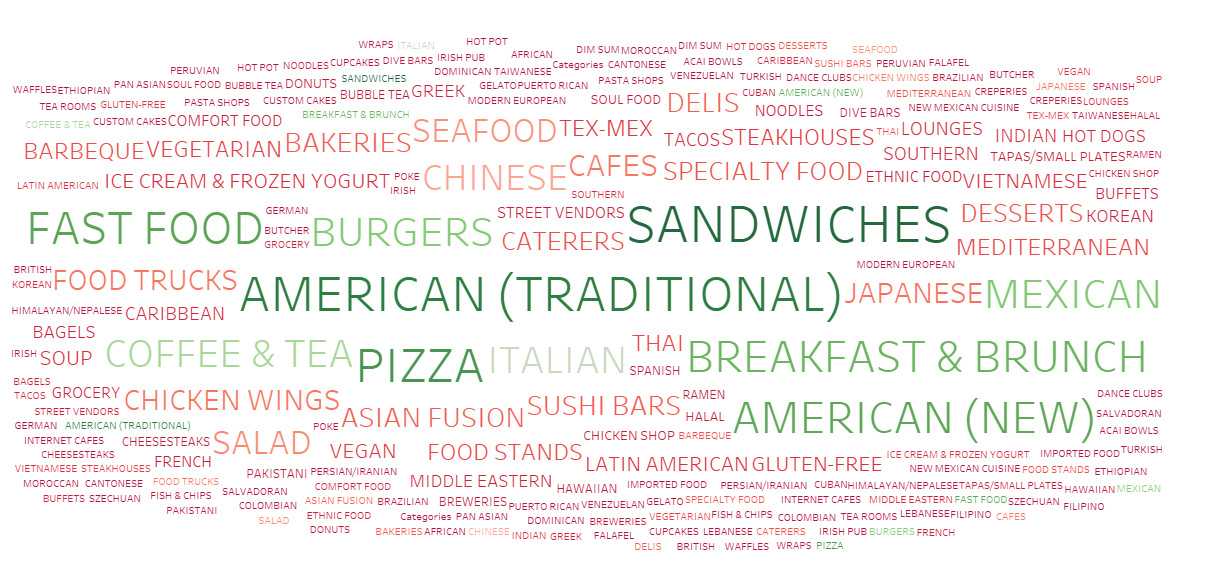 WRAPS ITALIAN HOT POT
DIM SUM MOROCCAN DIM SUM HOT DOGS DESSERTS SEAFOOD
PERUVIAN HOT POT NOODLES CUPCAKES DIVE BARS IRISH PUB AFRICAN Categories CANTONESE ACAI BOWLS CARIBBEAN SUSHI BARS PERUVIAN FALAFEL
DOMINICAN TAIWANESE VENEZUELAN TURKISH DANCE CLUBS CHICKEN WINGS BRAZILIAN BUTCHER VEGAN
WAFFLES ETHIOPIAN PAN ASIAN SOUL FOOD BUBBLE TEA DONUTS SANDWICHES GELATO PUERTO RICAN PASTA SHOPS JAPANESE SPANISH SOUP
TEA ROOMS GLUTEN-FREE PASTA SHOPS CUSTOM CAKES BUBBLE TEA GREEK MODERN EUROPEAN SOUL FOOD DELIS CUBAN AMERICAN (NEW) MEDITERRANEAN CREPERIES CREPERIES LOUNGES
COFFEE & TEA CUSTOM CAKES COMFORT FOOD BREAKFAST & BRUNCH NOODLES DIVE BARS NEW MEXICAN CUISINE TEX-MEX TAIWANESE HALAL
BARBEQUE VEGETARIAN BAKERIES SEAFOOD TEX-MEX TACOS STEAKHOUSES THAI LOUNGES INDIAN HOT DOGS
SOUTHERN TAPAS/SMALL PLATES RAMEN
LATIN AMERICAN ICE CREAM & FROZEN YOGURT POKE CHINESE CAFES SPECIALTY FOOD ETHNIC FOOD VIETNAMESE CHICKEN SHOP
IRISH SOUTHERN BUFFETS
FAST FOOD GERMAN BURGERS STREET VENDORS SANDWICHES DESSERTS KOREAN
BUTCHER
GROCERY CATERERS MEDITERRANEAN
BRITISH MODERN EUROPEAN
KOREAN FOOD TRUCKS AMERICAN (TRADITIONAL) JAPANESE MEXICAN
HIMALAYAN/NEPALESE CARIBBEAN
BAGELS
IRISH SOUP COFFEE & TEA PIZZA ITALIAN THAI BREAKFAST & BRUNCH
SPANISH
BAGELS
TACOS GROCERY CHICKEN WINGS SUSHI BARS RAMEN DANCE CLUBS
STREET VENDORS ASIAN FUSION HALAL AMERICAN (NEW) SALVADORAN
GERMAN AMERICAN (TRADITIONAL) POKE CHICKEN SHOP BARBEQUE ACAI BOWLS
INTERNET CAFES CHEESESTEAKS SALAD
CHEESESTEAKS VEGAN FOOD STANDS ICE CREAM & FROZEN YOGURT IMPORTED FOOD TURKISH
VIETNAMESE STEAKHOUSES FRENCH LATIN AMERICAN GLUTEN-FREE NEW MEXICAN CUISINE FOOD STANDS ETHIOPIAN
MOROCCAN CANTONESE FOOD TRUCKS PAKISTANI PERSIAN/IRANIAN MIDDLE EASTERN IMPORTED FOOD PERSIAN/IRANIAN CUBAN HIMALAYAN/NEPALESE TAPAS/SMALL PLATES HAWAIIAN MEXICAN
COMFORT FOOD HAWAIIAN
BUFFETS SZECHUAN FISH & CHIPS SALVADORAN ASIAN FUSION BRAZILIAN BREWERIES PUERTO RICAN VENEZUELAN GELATO SPECIALTY FOOD INTERNET CAFES MIDDLE EASTERN FAST FOOD SZECHUAN FILIPINO
PAKISTANI COLOMBIAN ETHNIC FOOD Categories PAN ASIAN DOMINICAN BREWERIES VEGETARIAN FISH & CHIPS COLOMBIAN TEA ROOMS LEBANESE FILIPINO CAFES
SALAD DONUTS BAKERIES AFRICAN CHINESE INDIAN GREEK FALAFEL CUPCAKES LEBANESE CATERERS IRISH PUB BURGERS FRENCH
DELIS BRITISH WAFFLES WRAPS PIZZA